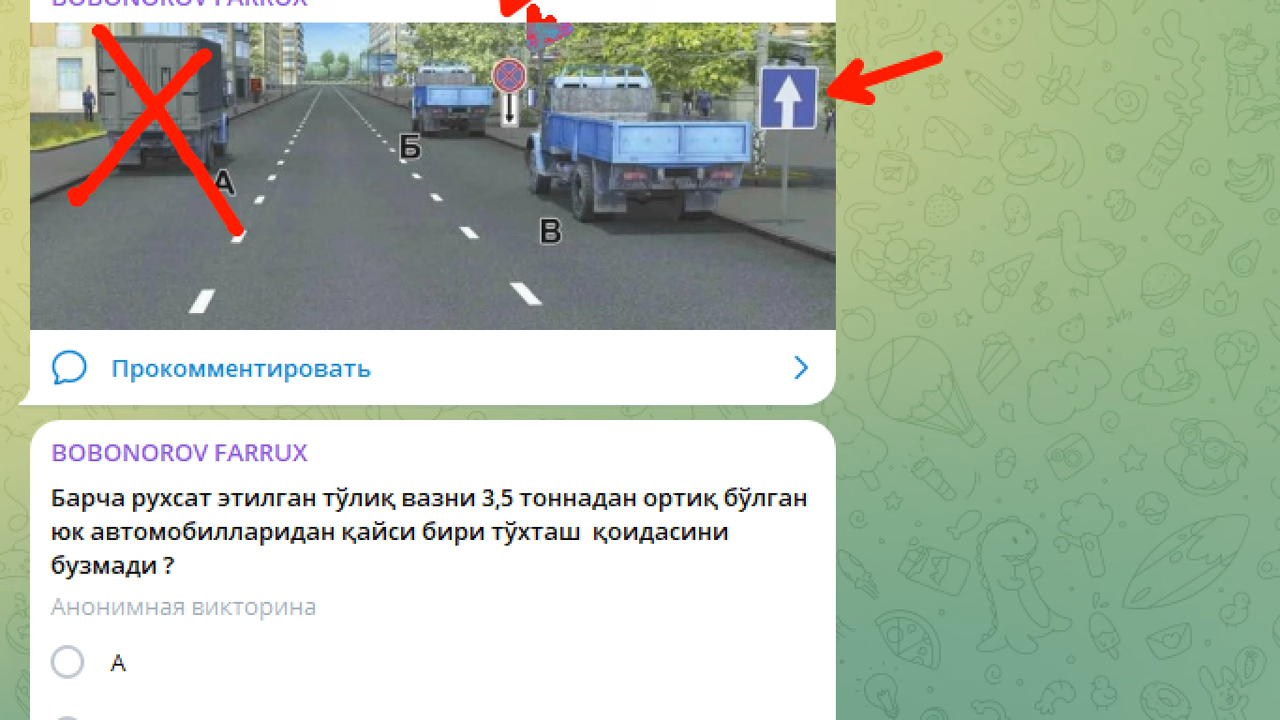 BOBONOROV FARRUX
А
Б
В
Прокомментировать
BOBONOROV FARRUX
Барча рухсат этилган тўлиқ вазни 3,5 тоннадан ортиқ бўлган
юк автомобилларидан қайси бири тўхташ қоидасини
бузмади ?
Анонимная викторина
А